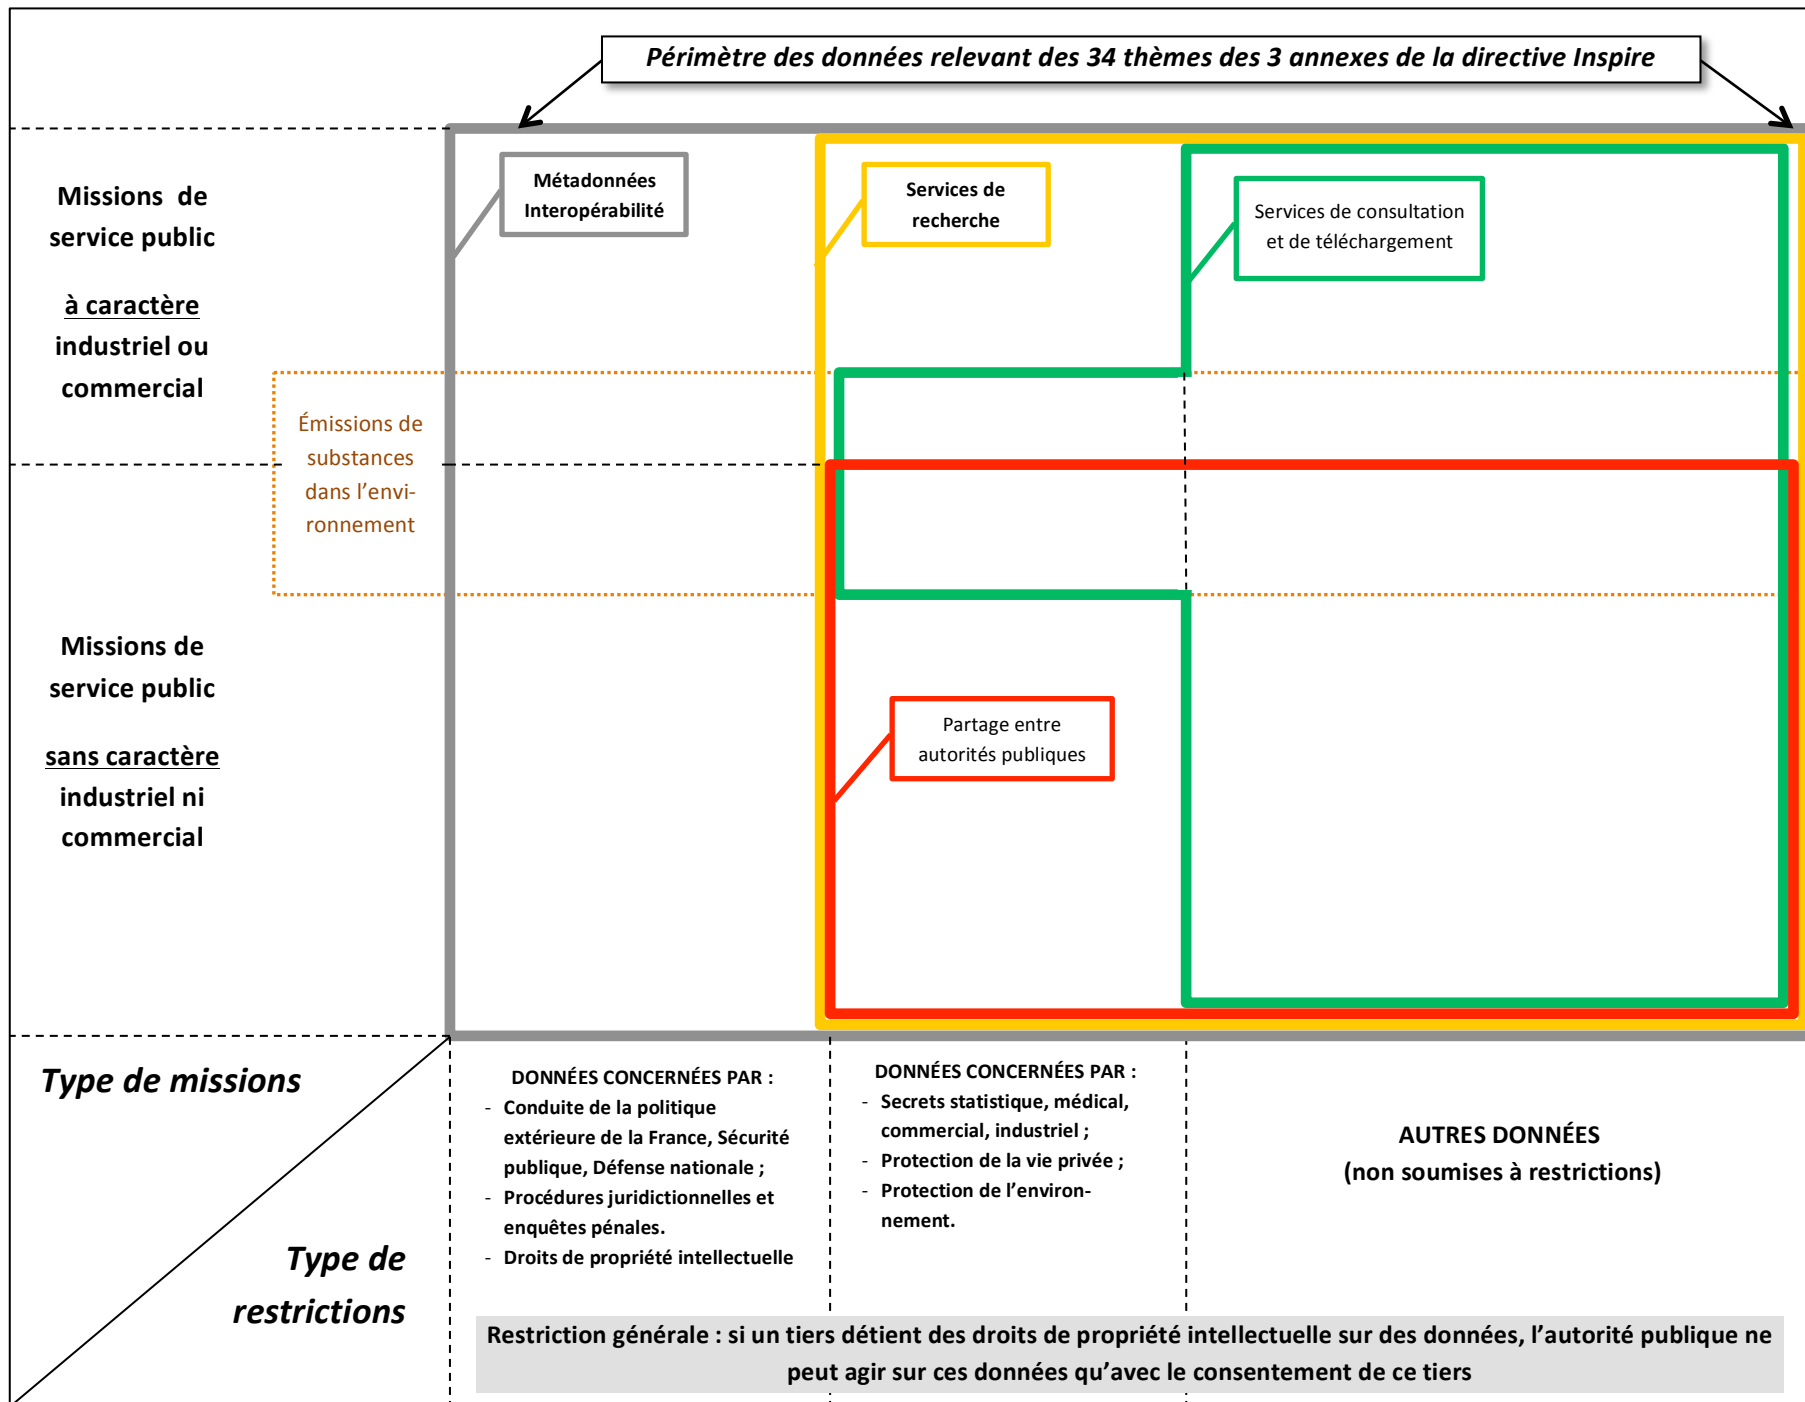 Périmètre des données relevant des 34 thèmes des 3 annexes de la directive Inspire
Métadonnées
Interopérabilité
Services de
recherche
Services de consultation
et de téléchargement
Missions de
service public
à caractère
industriel ou
commercial
Émissions de
substances
dans l'envi-
ronnement
Missions de
service public
sans caractère
industriel ni
commercial
Partage entre
autorités publiques
Type de missions
Type de
restrictions
DONNÉES CONCERNÉES PAR :
- Conduite de la politique
extérieure de la France, Sécurité
publique, Défense nationale ;
- Procédures juridictionnelles et
enquêtes pénales.
- Droits de propriété intellectuelle
DONNÉES CONCERNÉES PAR :
- Secrets statistique, médical,
commercial, industriel ;
- Protection de la vie privée ;
- Protection de l'environ-
nement.
AUTRES DONNÉES
(non soumises à restrictions)
Restriction générale : si un tiers détient des droits de propriété intellectuelle sur des données, l'autorité publique ne
peut agir sur ces données qu'avec le consentement de ce tiers